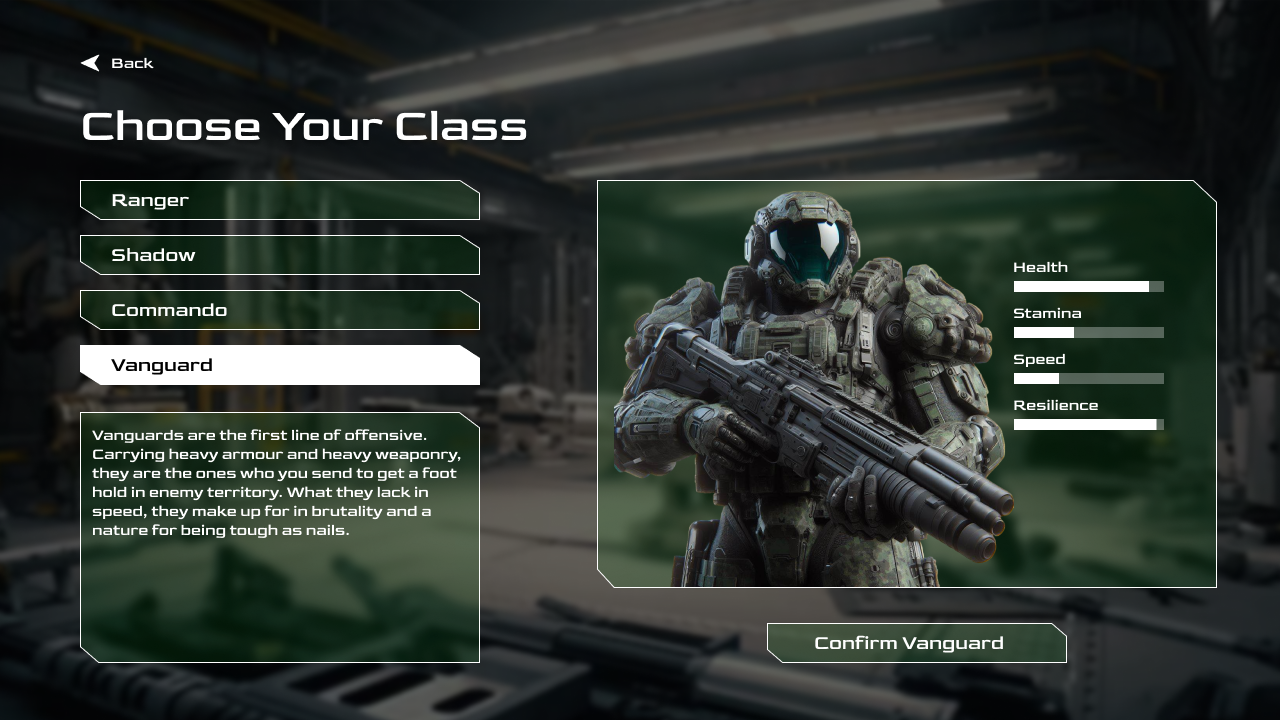 Back
Choose Your Class
Ranger
Shadow
Commando
Vanguard
Vanguards are the first line of offensive.
Carrying heavy armour and heavy weaponry,
they are the ones who you send to get a foot
hold in enemy territory. What they lack in
speed, they make up for in brutality and a
nature for being tough as nails.
Health
Stamina
Speed
Resilience
Confirm Vanguard